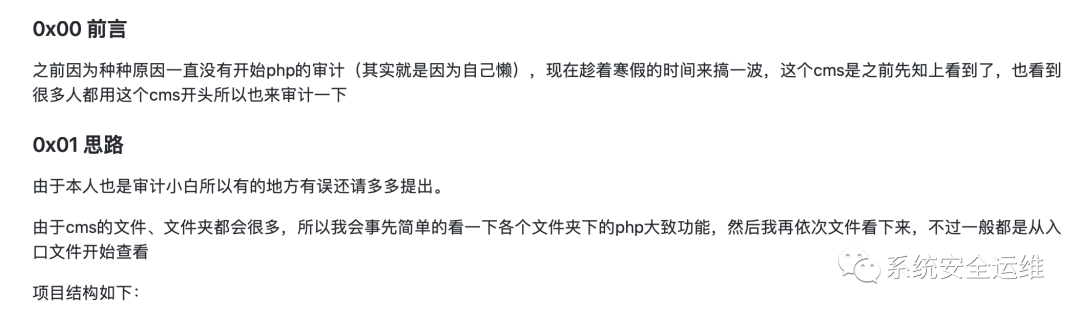 0x00 前言
之前因为种种原因一直没有开始php的审计（其实就是因为自己懒），现在趁着寒假的时间来搞一波，这个cms是之前先知上看到了，也看到
很多人都用这个cms开头所以也来审计一下
0x01 思路
由于本人也是审计小白所以有的地方有误还请多多提出。
由于cms的文件、文件夹都会很多，所以我会事先简单的看一下各个文件夹下的php大致功能，然后我再依次文件看下来，不过一般都是从入
口文件开始查看
系统安全运维
项目结构如下：